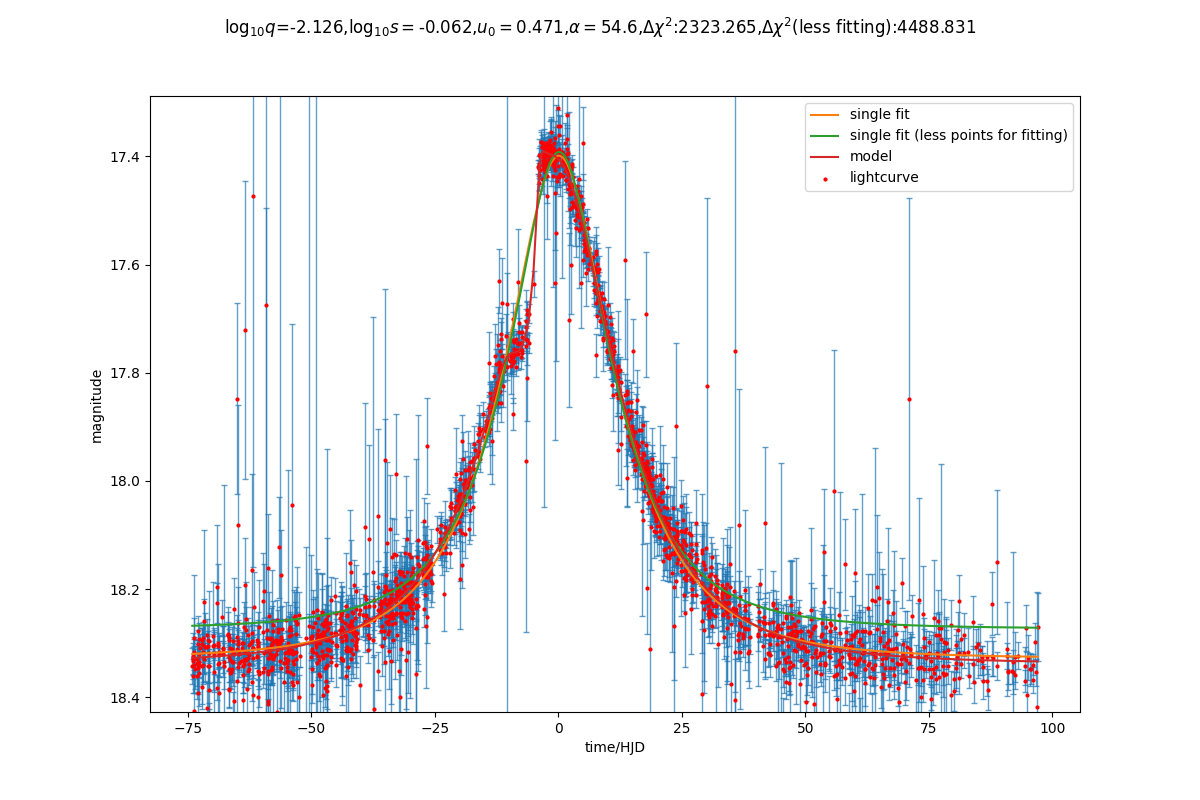 log₁₀q=-2.126,log₁₀s = -0.062,u₀ = 0.471,α = 54.6,Δχ²:2323.265,Δχ²(less fitting):4488.831
single fit
single fit (less points for fitting)
model
lightcurve
17.4
17.6
17.8
18.0
18.2
18.4
magnitude
−75
−50
−25
0
25
50
75
100
time/HJD